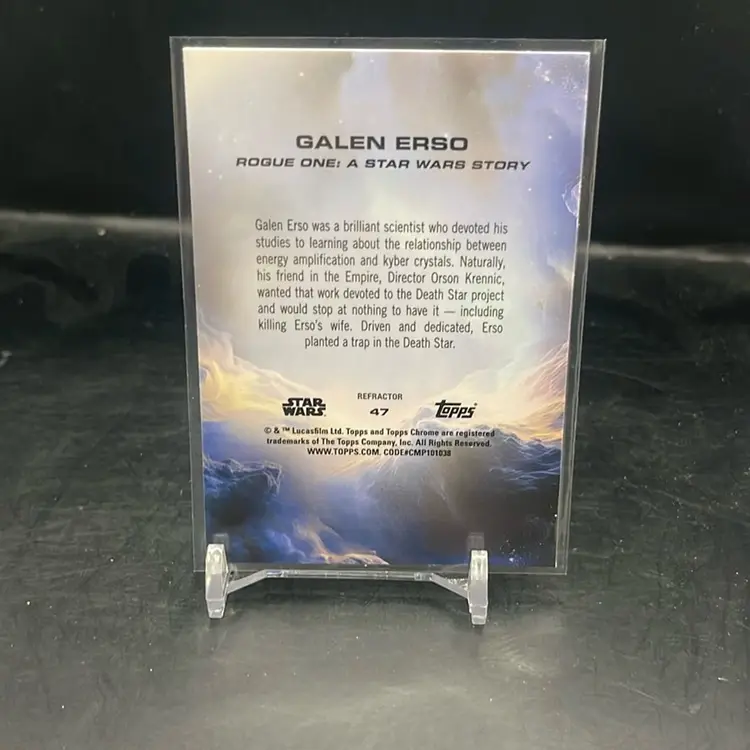 GALEN ERSO
ROGUE ONE: A STAR WARS STORY
Galen Erso was a brilliant scientist who devoted his
studies to learning about the relationship between
energy amplification and kyber crystals. Naturally,
his friend in the Empire, Director Orson Krennic,
wanted that work devoted to the Death Star project
and would stop at nothing to have it — including
killing Erso's wife. Driven and dedicated, Erso
planted a trap in the Death Star.
REFRACTOR
STAR WARS 47 Topps
© & ™ Lucasfilm Ltd. Topps and Topps Chrome are registered
trademarks of The Topps Company, Inc. All Rights Reserved.
WWW.TOPPS.COM. CODE#CMP101038